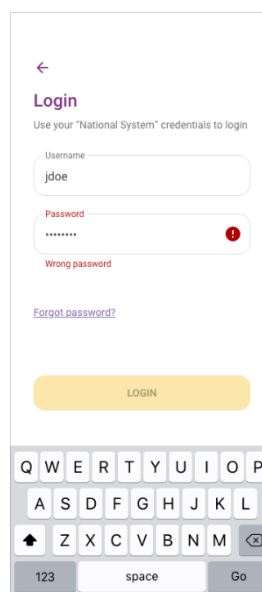 Login
Use your "National System" credentials to login
Username
jdoe
Password
••••••••
Wrong password
Forgot password?
LOGIN
Q W E R T Y U I O P
A S D F G H J K L
Z X C V B N M
123 space Go